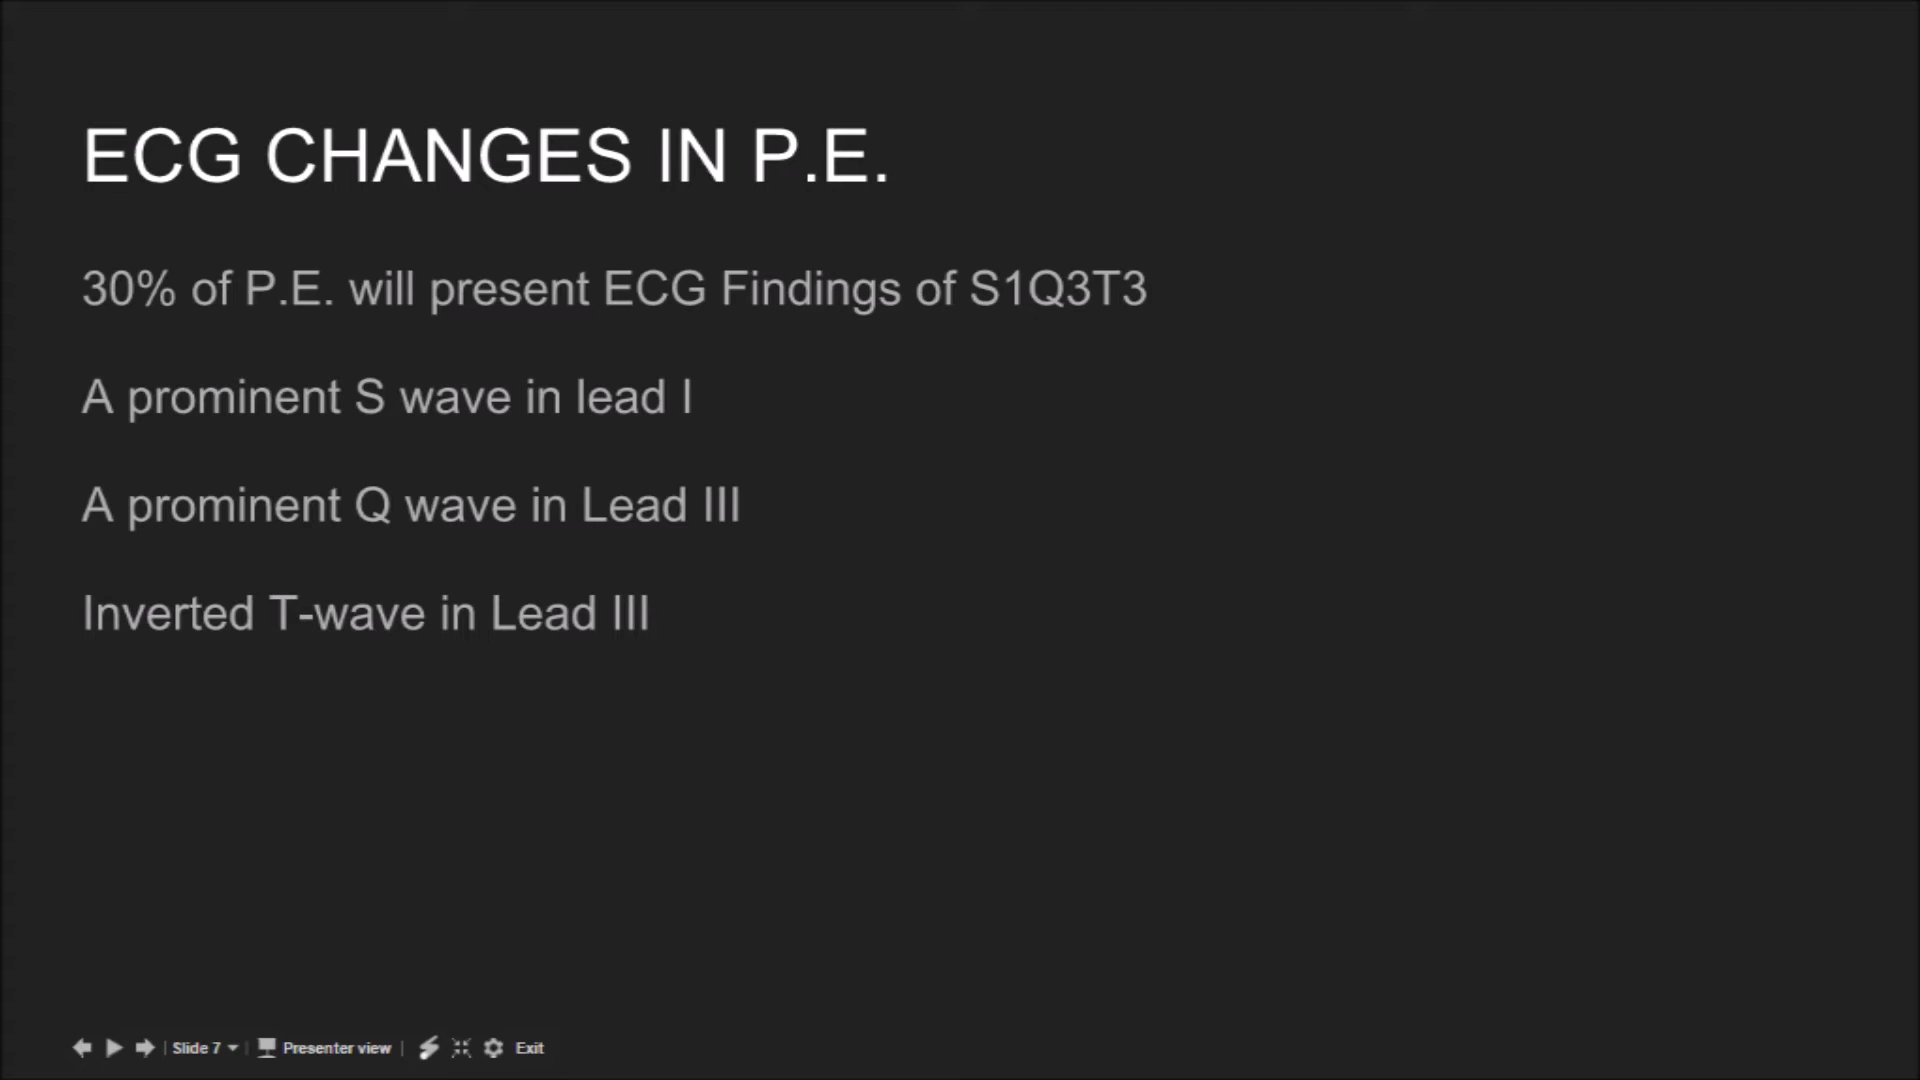 ECG CHANGES IN P.E.
30% of P.E. will present ECG Findings of S1Q3T3
A prominent S wave in lead I
A prominent Q wave in Lead III
Inverted T-wave in Lead III
Slide 7 Presenter view Exit